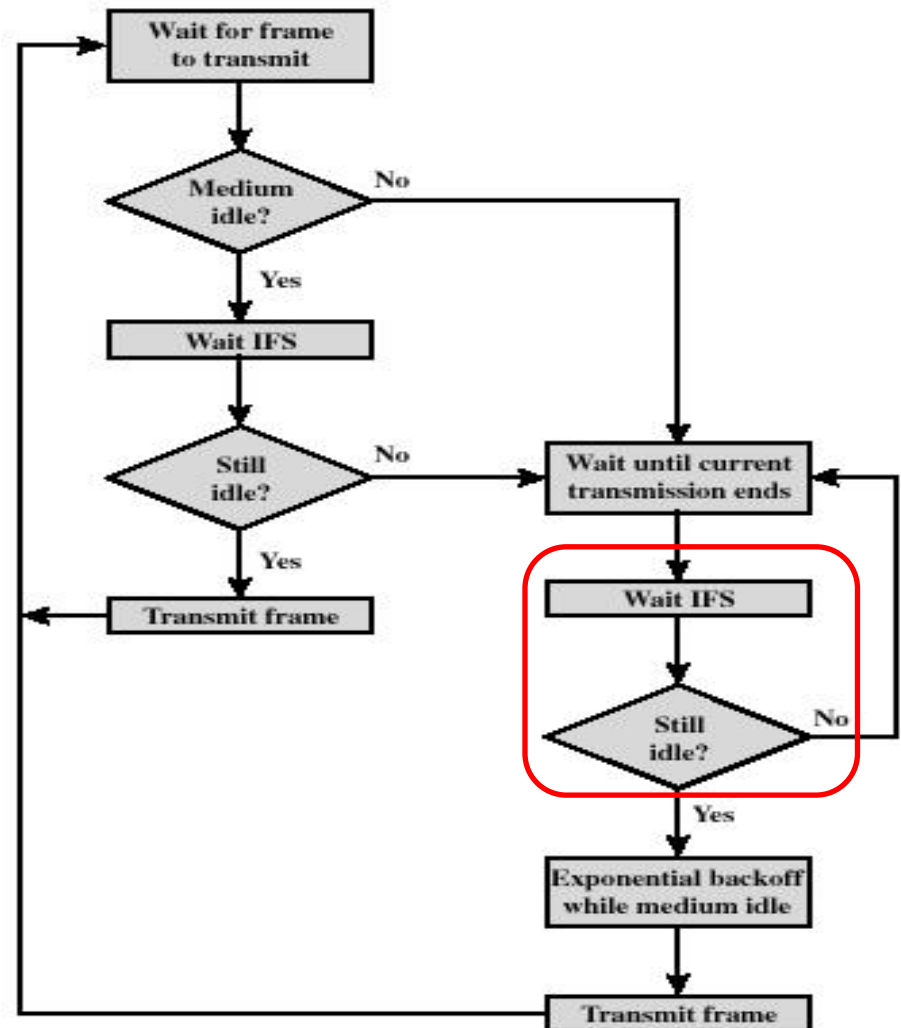 Wait for frame
to transmit
Medium
idle?
No
Yes
Wait IFS
Still
idle?
No
Yes
Transmit frame
Wait until current
transmission ends
Wait IFS
Still
idle?
No
Yes
Exponential backoff
while medium idle
Transmit frame